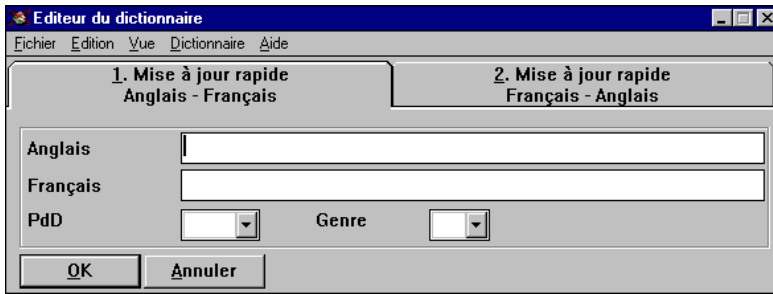 Editeur du dictionnaire
Fichier Edition Vue Dictionnaire Aide
1. Mise à jour rapide
Anglais - Français
2. Mise à jour rapide
Français - Anglais
Anglais
Français
PdD Genre
OK Annuler